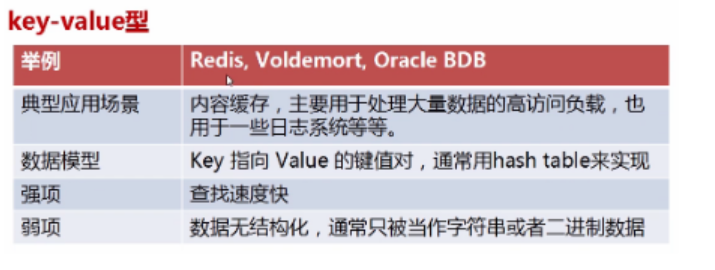 key-value型
举例 Redis, Voldemort, Oracle BDB
典型应用场景 内容缓存，主要用于处理大量数据的高访问负载，也
用于一些日志系统等等。
数据模型 Key 指向 Value 的键值对，通常用hash table来实现
强项 查找速度快
弱项 数据无结构化，通常只被当作字符串或者二进制数据